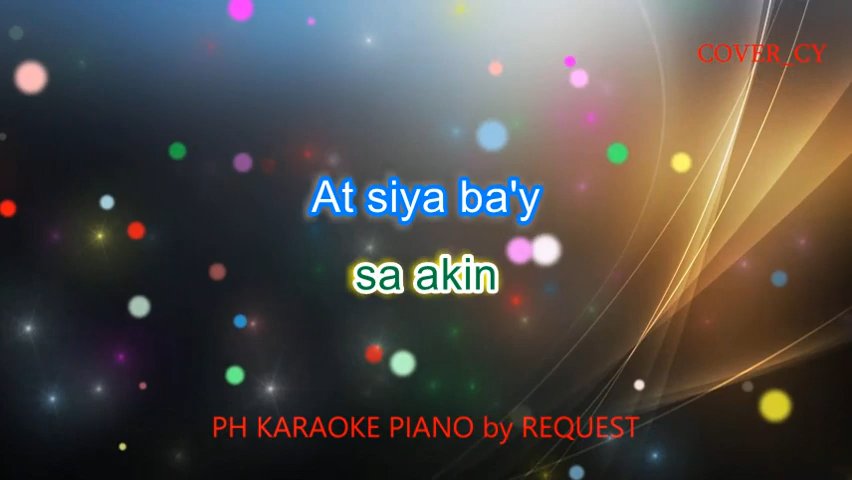 COVER_CY
At siya ba'y
sa akin
PH KARAOKE PIANO by REQUEST